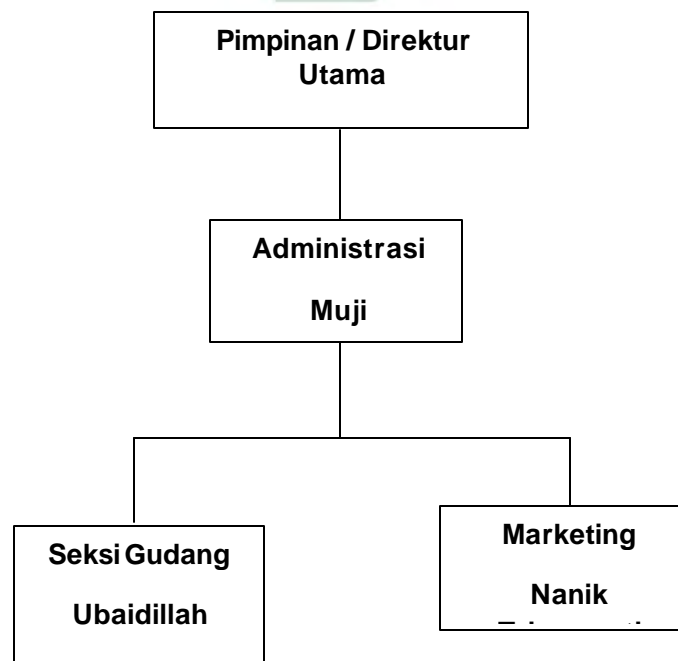 Pimpinan / Direktur
Utama
Administrasi
Muji
Seksi Gudang
Ubaidillah
Marketing
Nanik